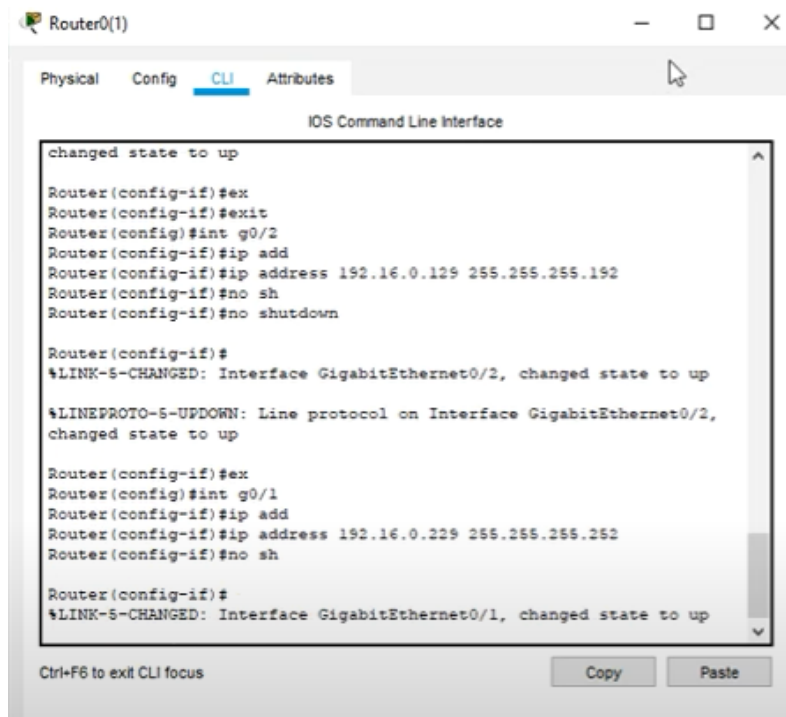 Router0(1)
Physical Config CLI Attributes
IOS Command Line Interface
changed state to up
Router(config-if)#ex
Router(config-if)#exit
Router(config)#int g0/2
Router(config-if)#ip add
Router(config-if)#ip address 192.16.0.129 255.255.255.192
Router(config-if)#no sh
Router(config-if)#no shutdown
Router(config-if)#
%LINK-5-CHANGED: Interface GigabitEthernet0/2, changed state to up
%LINEPROTO-5-UPDOWN: Line protocol on Interface GigabitEthernet0/2,
changed state to up
Router(config-if)#ex
Router(config)#int g0/1
Router(config-if)#ip add
Router(config-if)#ip address 192.16.0.229 255.255.255.252
Router(config-if)#no sh
Router(config-if)#
%LINK-5-CHANGED: Interface GigabitEthernet0/1, changed state to up
Ctrl+F6 to exit CLI focus
Copy Paste